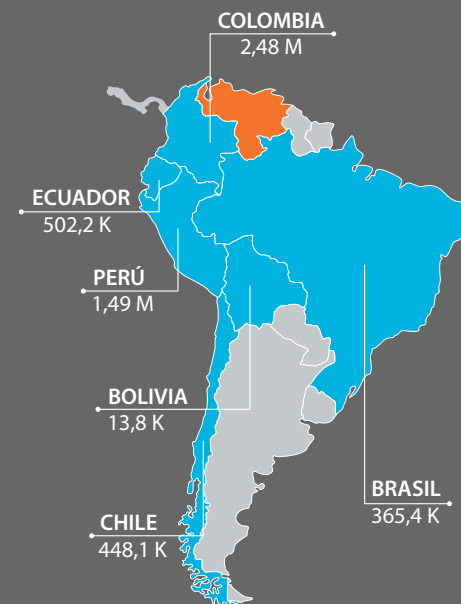 COLOMBIA
2,48 M
ECUADOR
502,2 K
PERÚ
1,49 M
BOLIVIA
13,8 K
BRASIL
365,4 K
CHILE
448,1 K